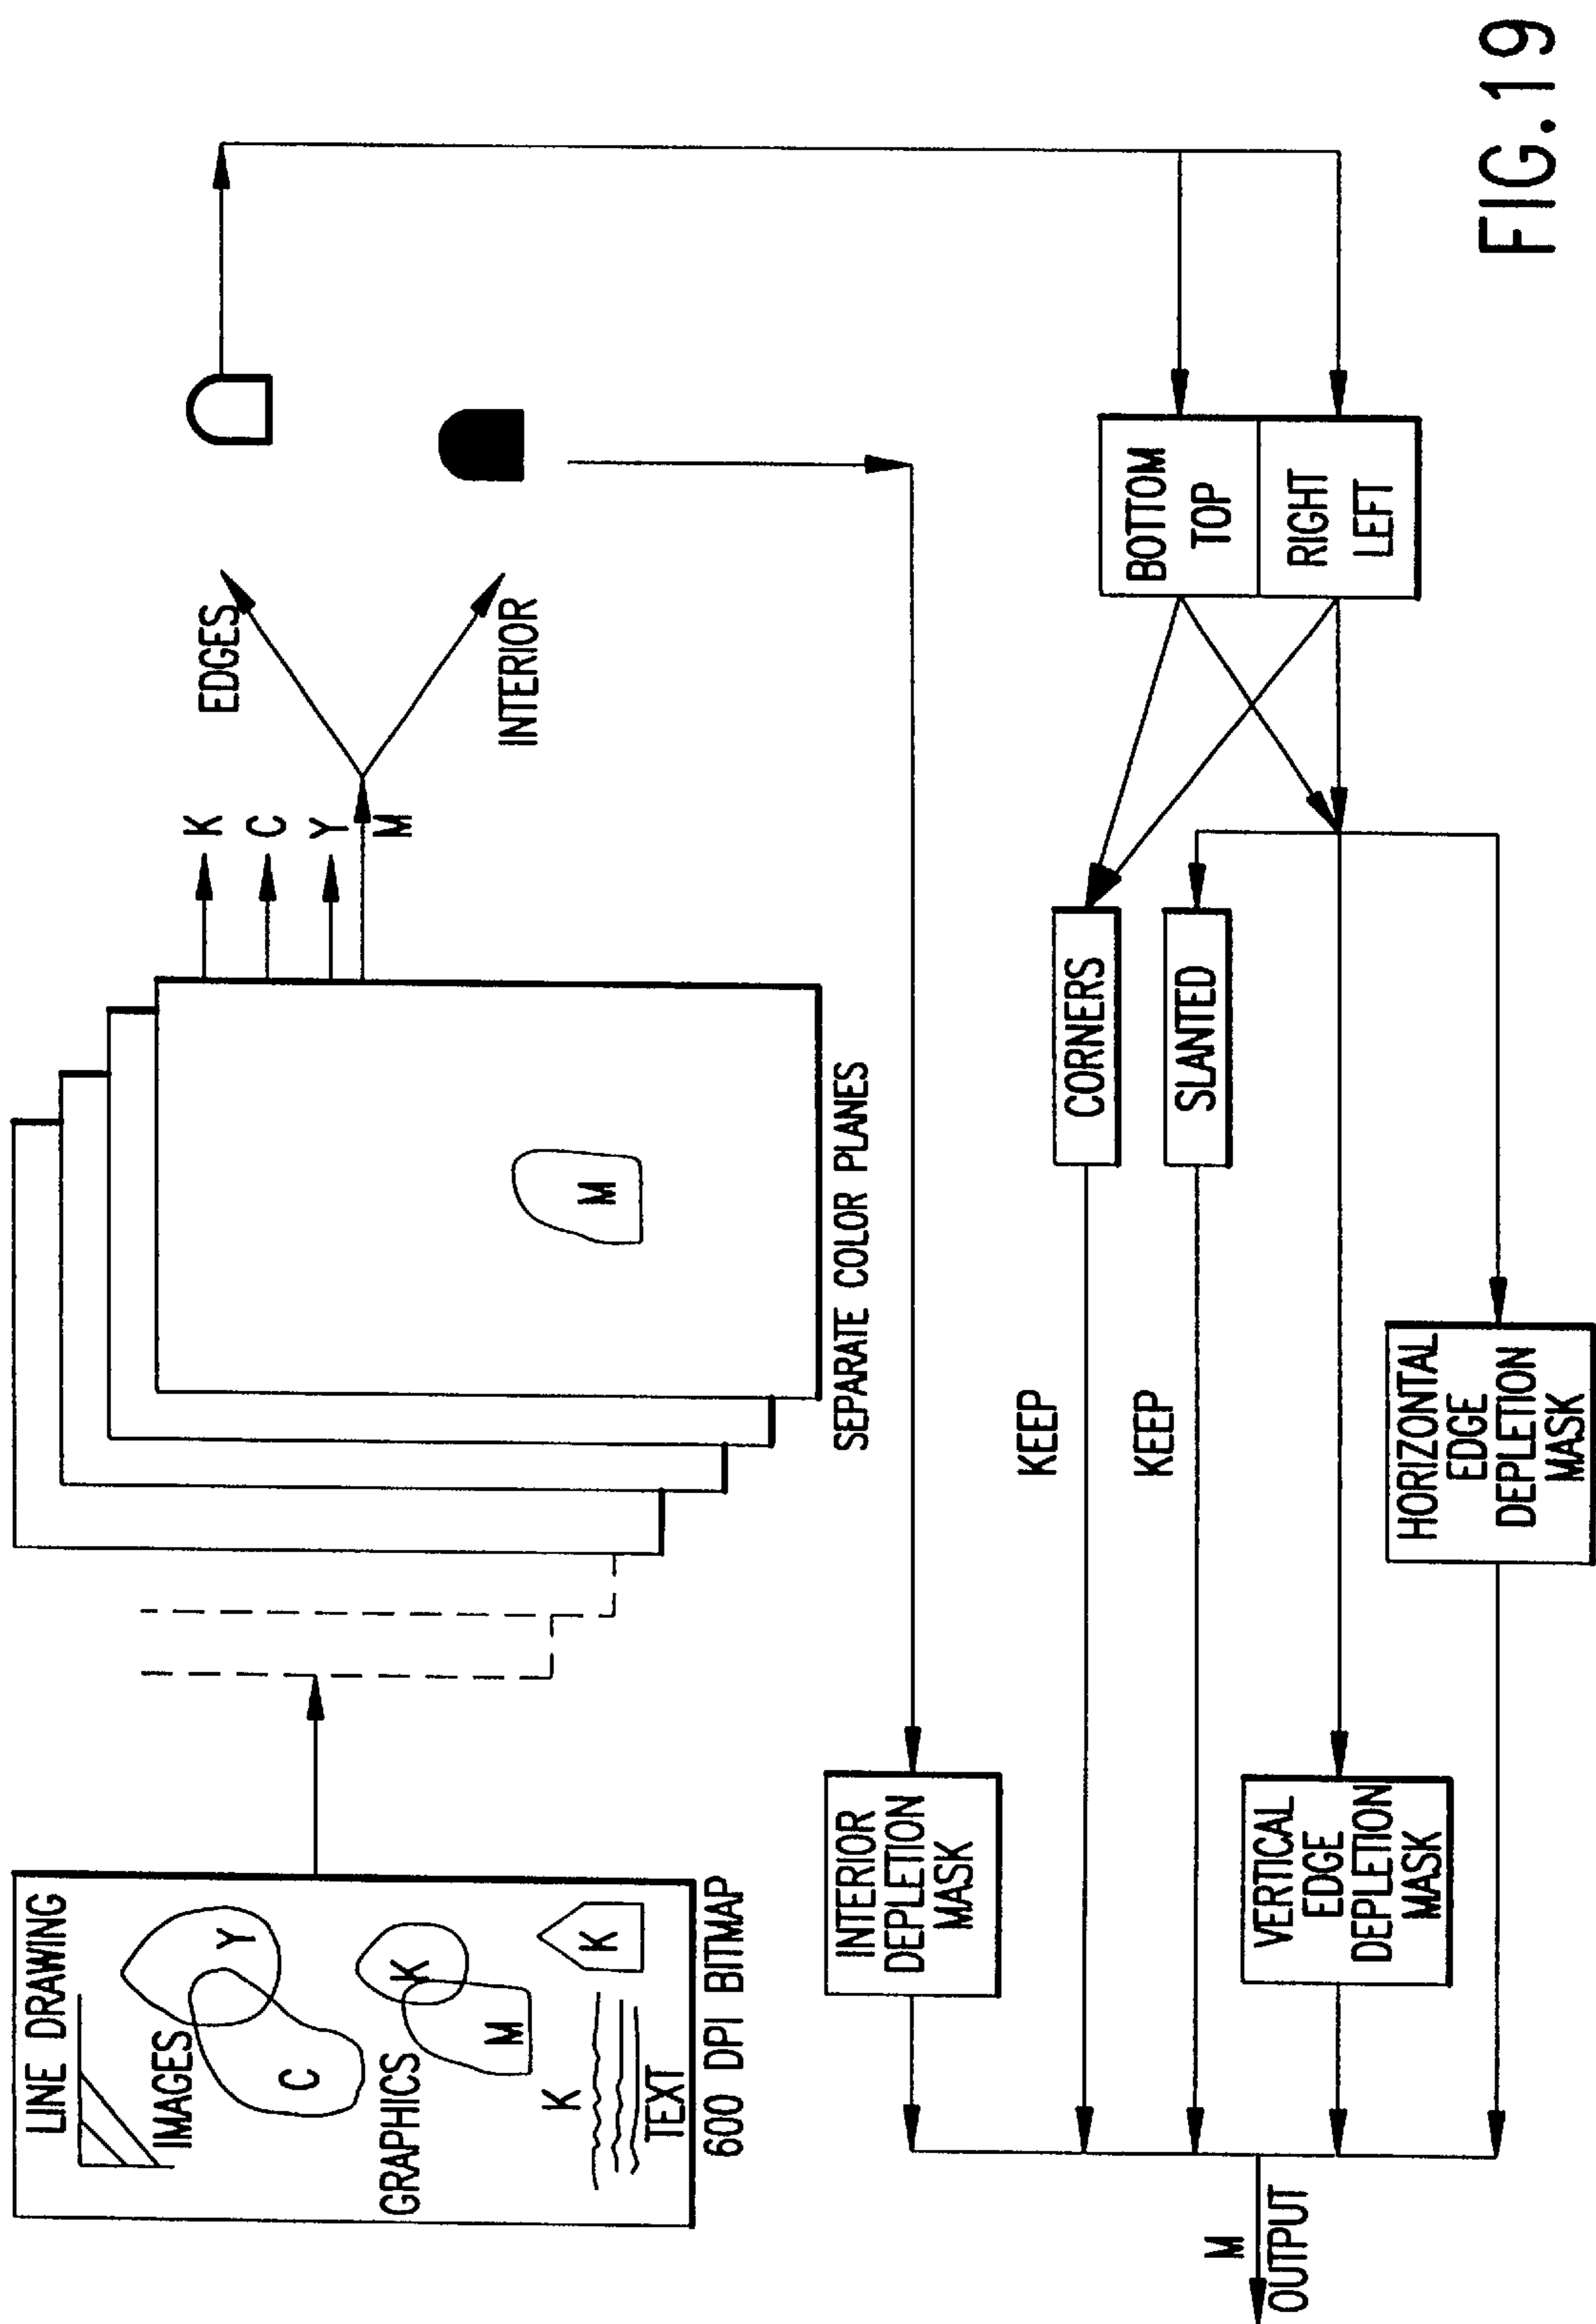 LINE DRAWING
IMAGES
Y
C
GRAPHICS
K
M
K
K
TEXT
600 DPI BITMAP
M
SEPARATE COLOR PLANES
K
C
Y
M
EDGES
INTERIOR
INTERIOR
DEPLETION
MASK
KEEP
CORNERS
KEEP
SLANTED
BOTTOM
TOP
RIGHT
LEFT
VERTICAL
EDGE
DEPLETION
MASK
HORIZONTAL
EDGE
DEPLETION
MASK
M
OUTPUT
FIG.19